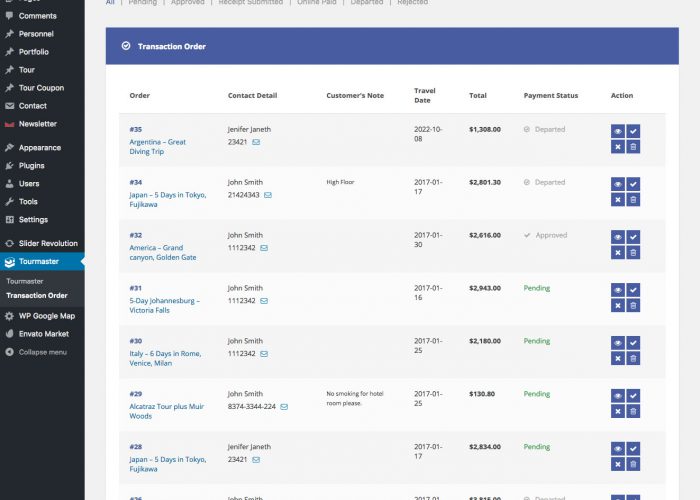 Pages
Comments
Personnel
Portfolio
Tour
Tour Coupon
Contact
Newsletter
Appearance
Plugins
Users
Tools
Settings
Slider Revolution
Tourmaster
Tourmaster
Transaction Order
WP Google Map
Envato Market
Collapse menu
All | Pending | Approved | Receipt Submitted | Online Paid | Departed | Rejected
Transaction Order
Order Contact Detail Customer's Note Travel Date Total Payment Status Action
#35 Jenifer Janeth 2022-10- $1,308.00 Departed
Argentina – Great 23421 08
Diving Trip
#34 John Smith High Floor 2017-01- $2,801.30 Departed
Japan – 5 Days in Tokyo, 21424343 17
Fujikawa
#32 John Smith 2017-01- $2,616.00 Approved
America – Grand 1112342 30
canyon, Golden Gate
#31 John Smith 2017-01- $2,943.00 Pending
5-Day Johannesburg – 1112342 16
Victoria Falls
#30 John Smith 2017-01- $2,180.00 Pending
Italy – 6 Days in Rome, 1112342 25
Venice, Milan
#29 John Smith No smoking for hotel 2017-01- $130.80 Pending
Alcatraz Tour plus Muir 8374-3344-224 room please. 25
Woods
#28 Jenifer Janeth 2017-01- $2,834.00 Pending
Japan – 5 Days in Tokyo, 23421 17
Fujikawa
#26 John Smith 2017-01- $3,815.00 Departed